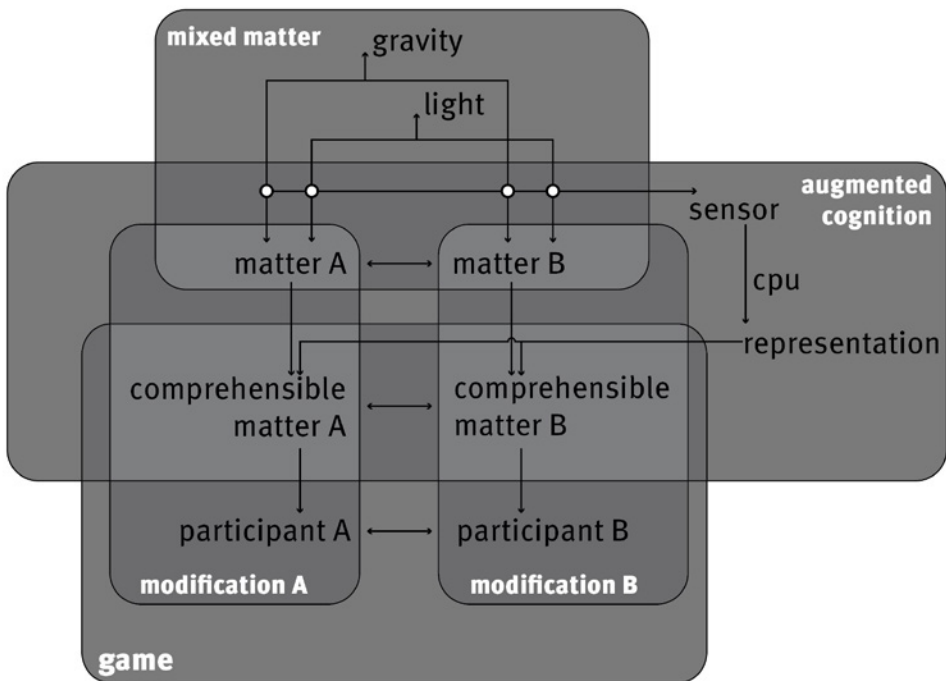 mixed matter
gravity
light
augmented
cognition
sensor
matter A
matter B
cpu
representation
comprehensible
matter A
comprehensible
matter B
participant A
participant B
modification A
modification B
game